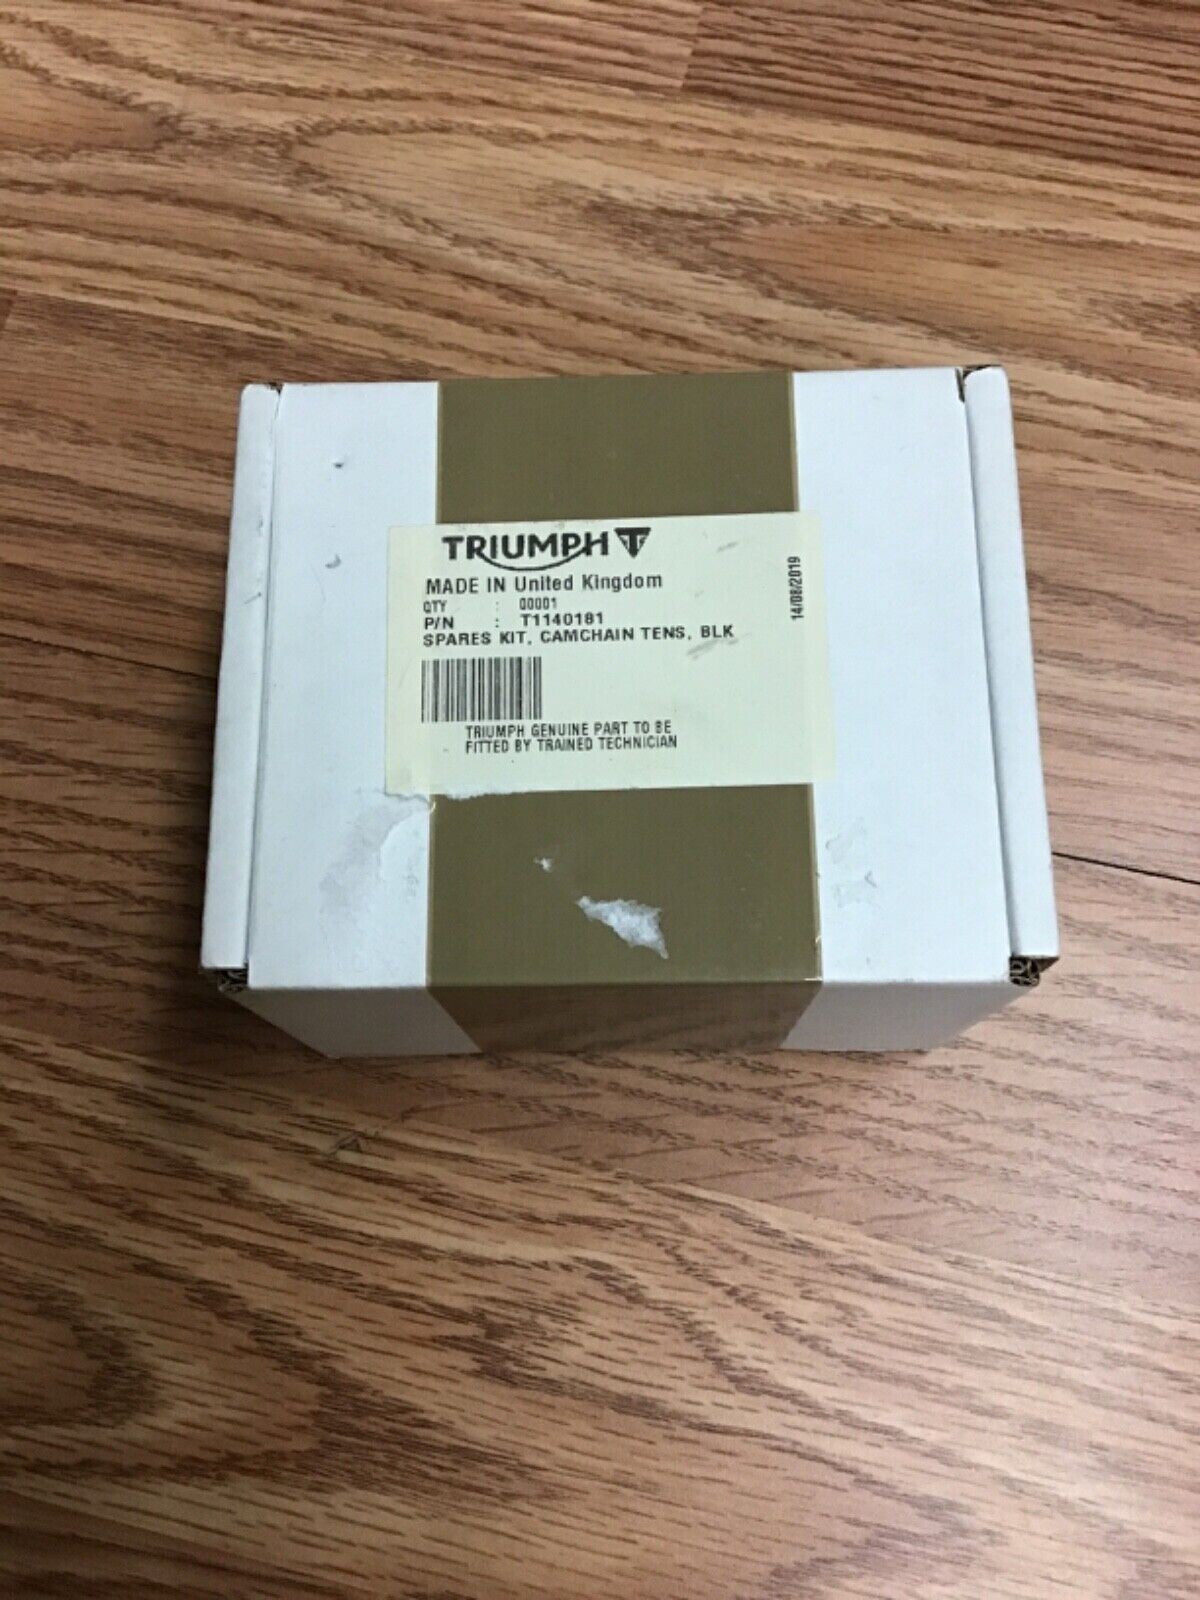 TRIUMPH
MADE IN United Kingdom
QTY : 00001
P/N : T1140181
SPARES KIT, CAMCHAIN TENS, BLK
TRIUMPH GENUINE PART TO BE
FITTED BY TRAINED TECHNICIAN
14/08/2019